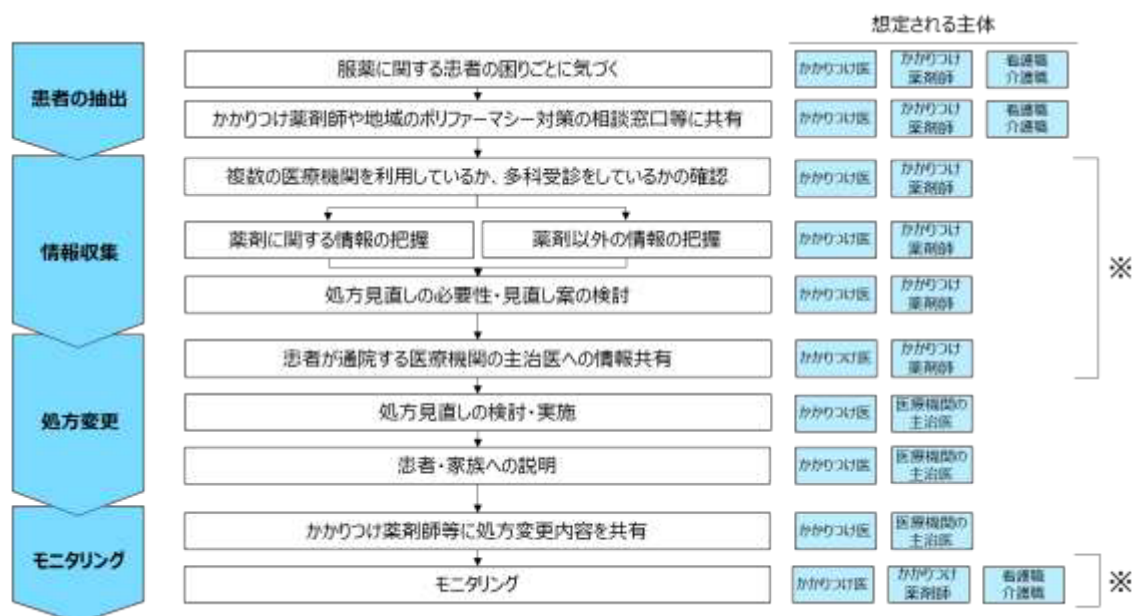 想定される主体
患者の抽出
服薬に関する患者の困りごとに気づく
かかりつけ医
かかりつけ
薬剤師
看護職
介護職
かかりつけ薬剤師や地域のポリファーマシー対策の相談窓口等に共有
かかりつけ医
かかりつけ
薬剤師
看護職
介護職
情報収集
複数の医療機関を利用しているか、多科受診をしているかの確認
かかりつけ医
かかりつけ
薬剤師
薬剤に関する情報の把握
薬剤以外の情報の把握
かかりつけ医
かかりつけ
薬剤師
※
処方見直しの必要性・見直し案の検討
かかりつけ医
かかりつけ
薬剤師
処方変更
患者が通院する医療機関の主治医への情報共有
かかりつけ医
かかりつけ
薬剤師
処方見直しの検討・実施
かかりつけ医
医療機関の
主治医
患者・家族への説明
かかりつけ医
医療機関の
主治医
モニタリング
かかりつけ薬剤師等に処方変更内容を共有
かかりつけ医
医療機関の
主治医
モニタリング
かかりつけ医
かかりつけ
薬剤師
看護職
介護職
※